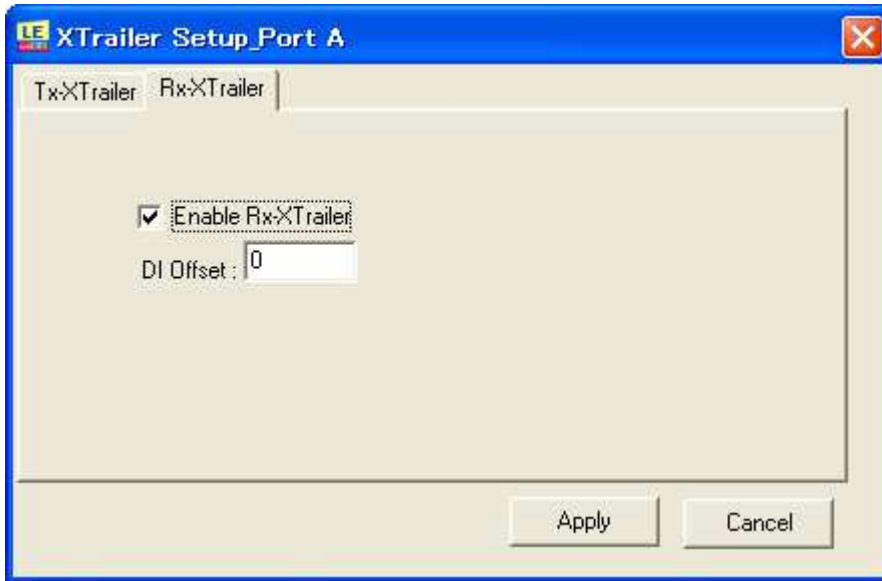 LE XTrailer Setup_Port A
Tx-XTrailer Rx-XTrailer
Enable Rx-XTrailer
DI Offset : 0
Apply Cancel